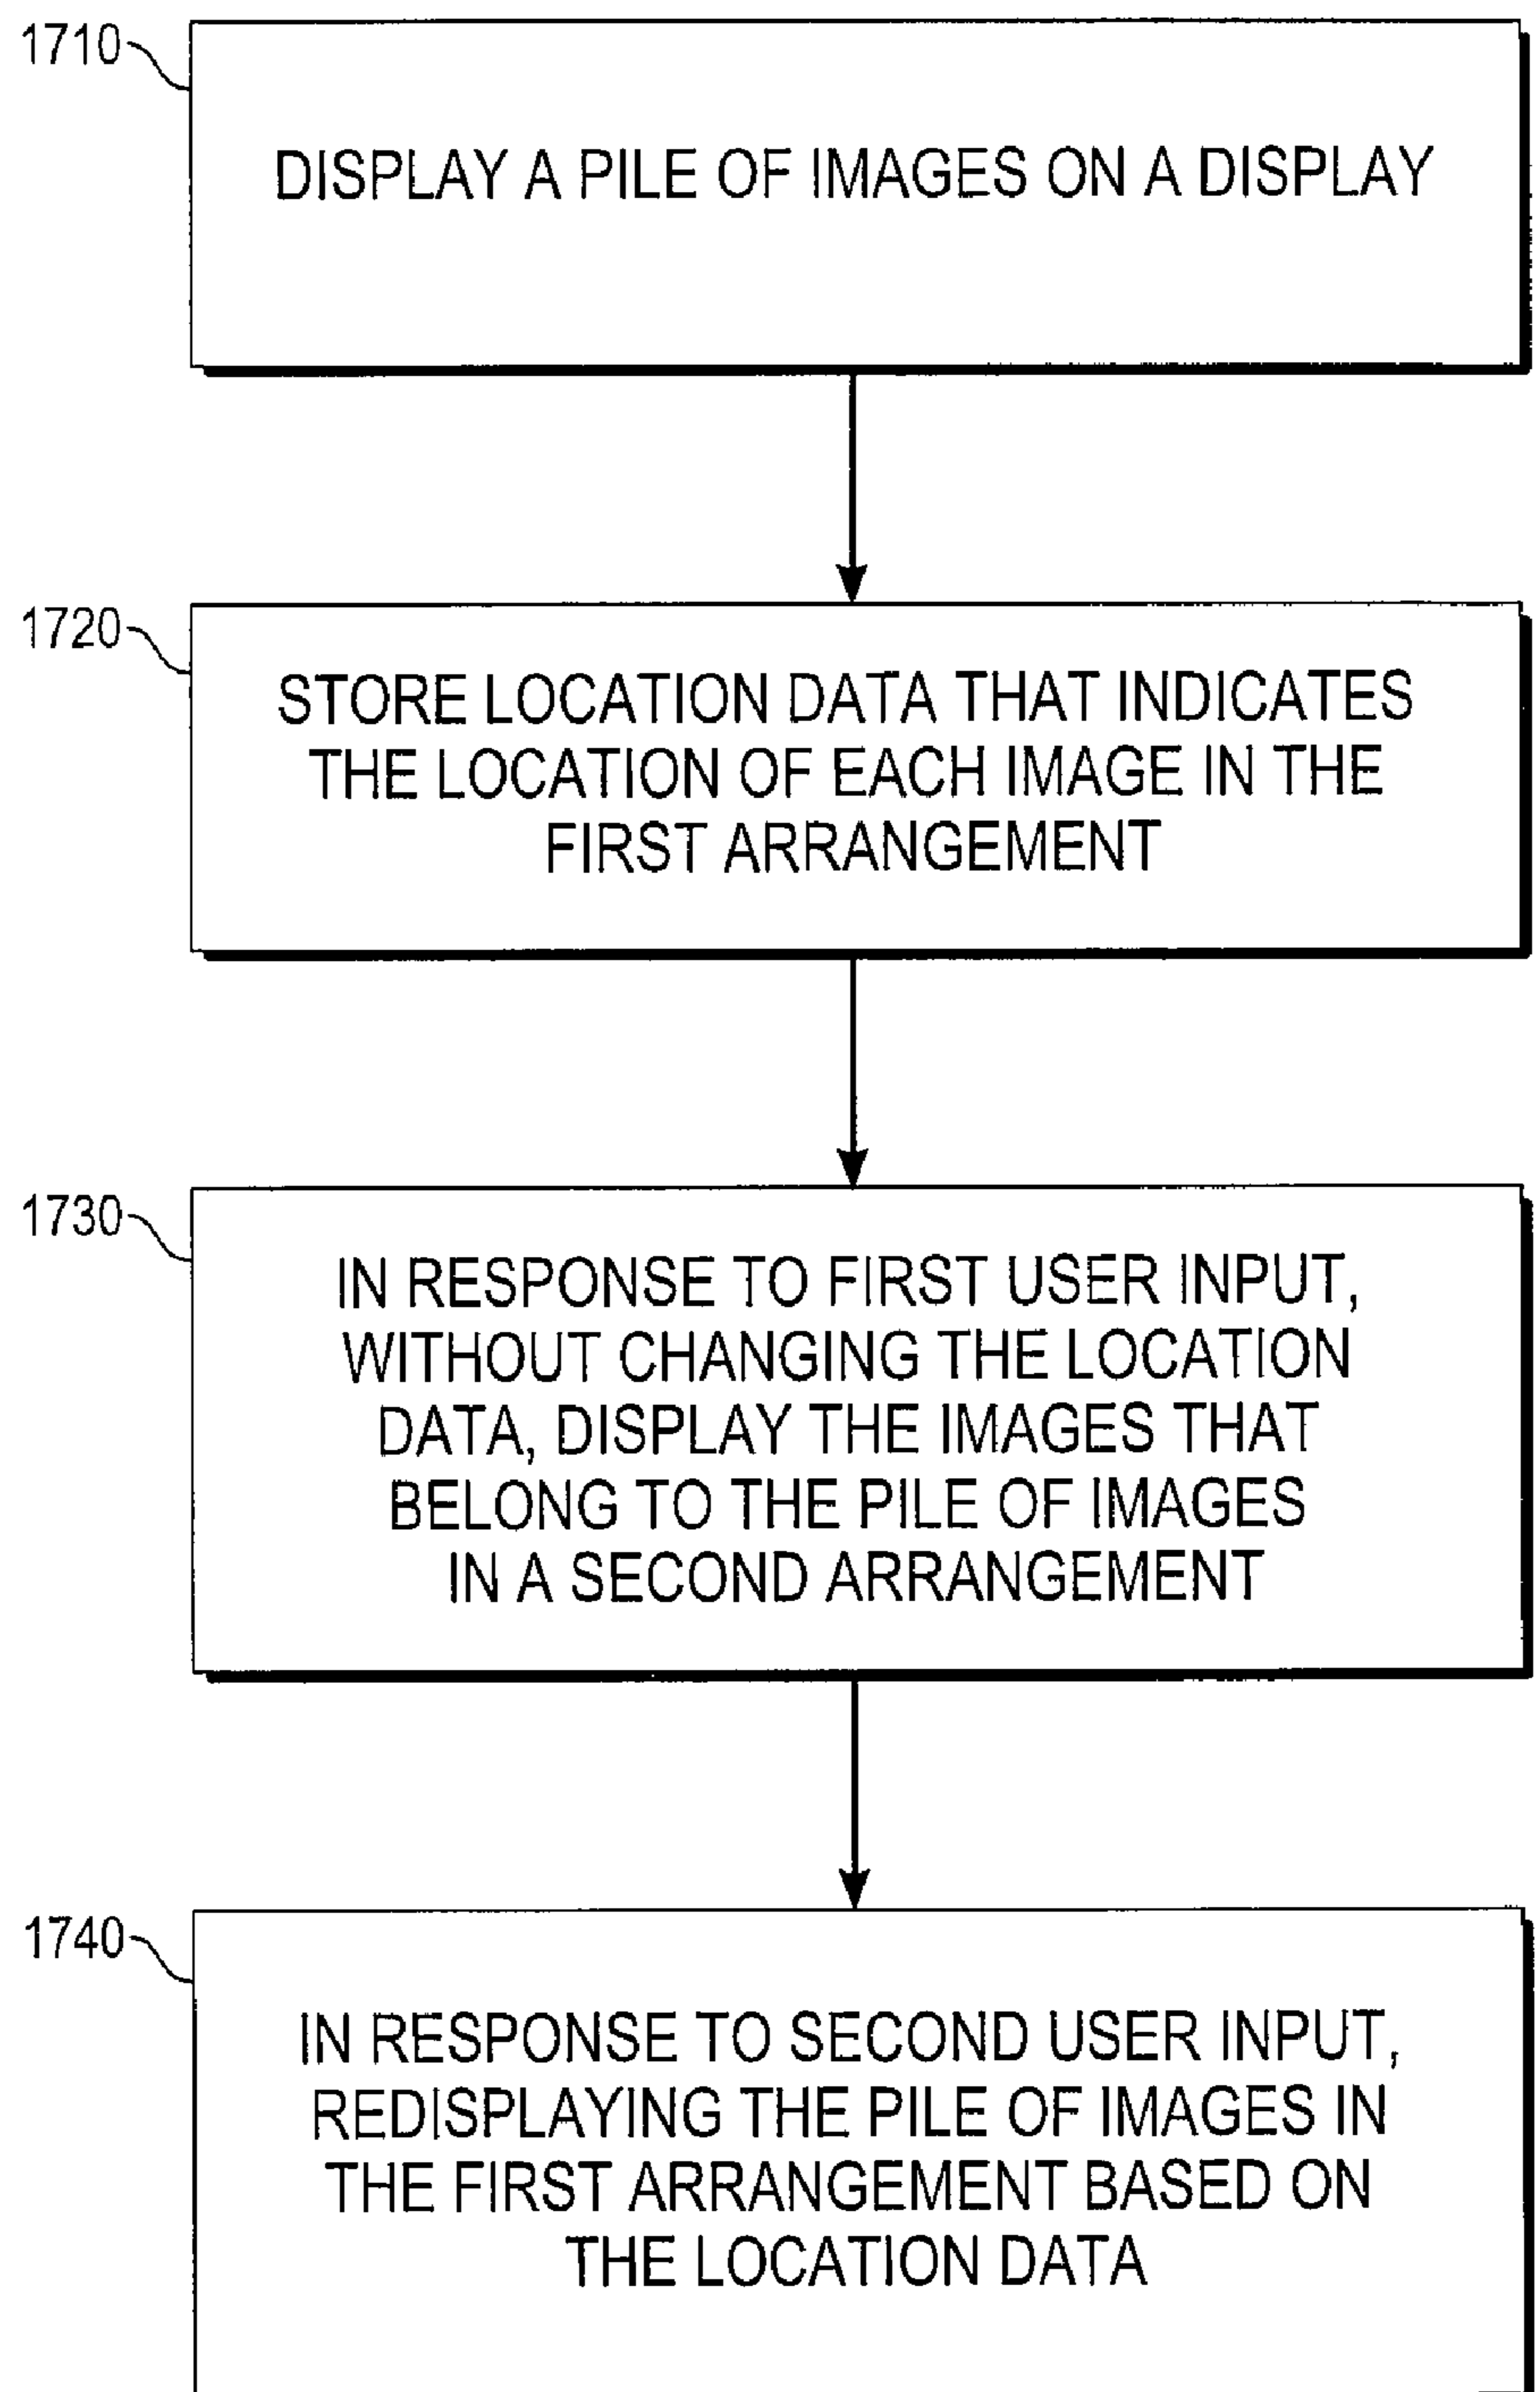 1710
DISPLAY A PILE OF IMAGES ON A DISPLAY
1720
STORE LOCATION DATA THAT INDICATES
THE LOCATION OF EACH IMAGE IN THE
FIRST ARRANGEMENT
1730
IN RESPONSE TO FIRST USER INPUT,
WITHOUT CHANGING THE LOCATION
DATA, DISPLAY THE IMAGES THAT
BELONG TO THE PILE OF IMAGES
IN A SECOND ARRANGEMENT
1740
IN RESPONSE TO SECOND USER INPUT,
REDISPLAYING THE PILE OF IMAGES IN
THE FIRST ARRANGEMENT BASED ON
THE LOCATION DATA